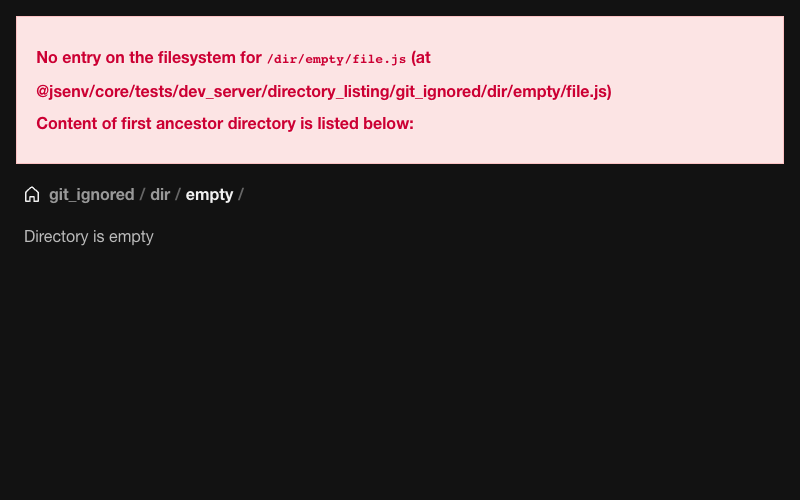 No entry on the filesystem for /dir/empty/file.js (at
@jsenv/core/tests/dev_server/directory_listing/git_ignored/dir/empty/file.js)
Content of first ancestor directory is listed below:
git_ignored / dir / empty /
Directory is empty